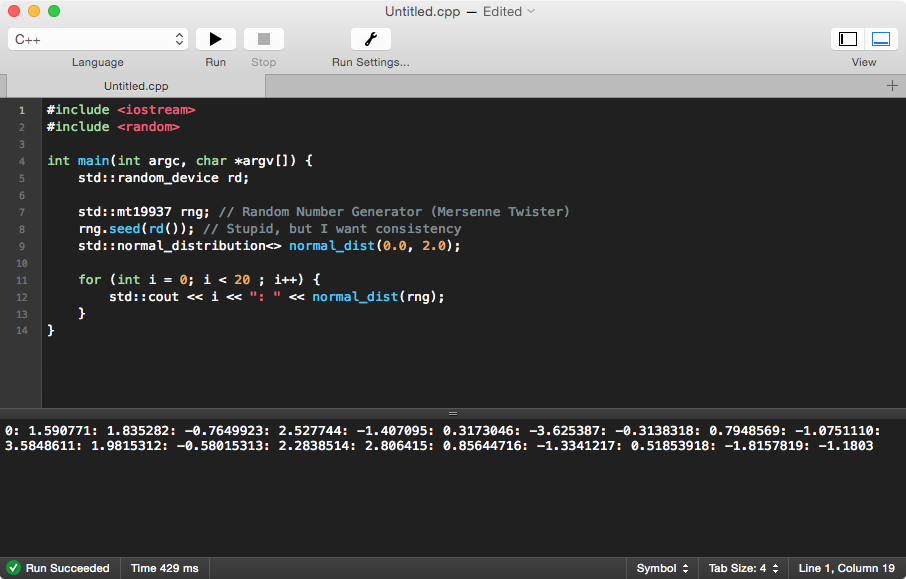 Untitled.cpp — Edited
C++
Language
Run
Stop
Run Settings...
View
Untitled.cpp
1 #include <iostream>
2 #include <random>
3
4 int main(int argc, char *argv[]) {
5 std::random_device rd;
6
7 std::mt19937 rng; // Random Number Generator (Mersenne Twister)
8 rng.seed(rd()); // Stupid, but I want consistency
9 std::normal_distribution<> normal_dist(0.0, 2.0);
10
11 for (int i = 0; i < 20 ; i++) {
12 std::cout << i << ": " << normal_dist(rng);
13 }
14 }
0: 1.590771: 1.835282: -0.7649923: 2.527744: -1.407095: 0.3173046: -3.625387: -0.3138318: 0.7948569: -1.0751110:
3.5848611: 1.9815312: -0.58015313: 2.2838514: 2.806415: 0.85644716: -1.3341217: 0.51853918: -1.8157819: -1.1803
Run Succeeded
Time 429 ms
Symbol
Tab Size: 4
Line 1, Column 19